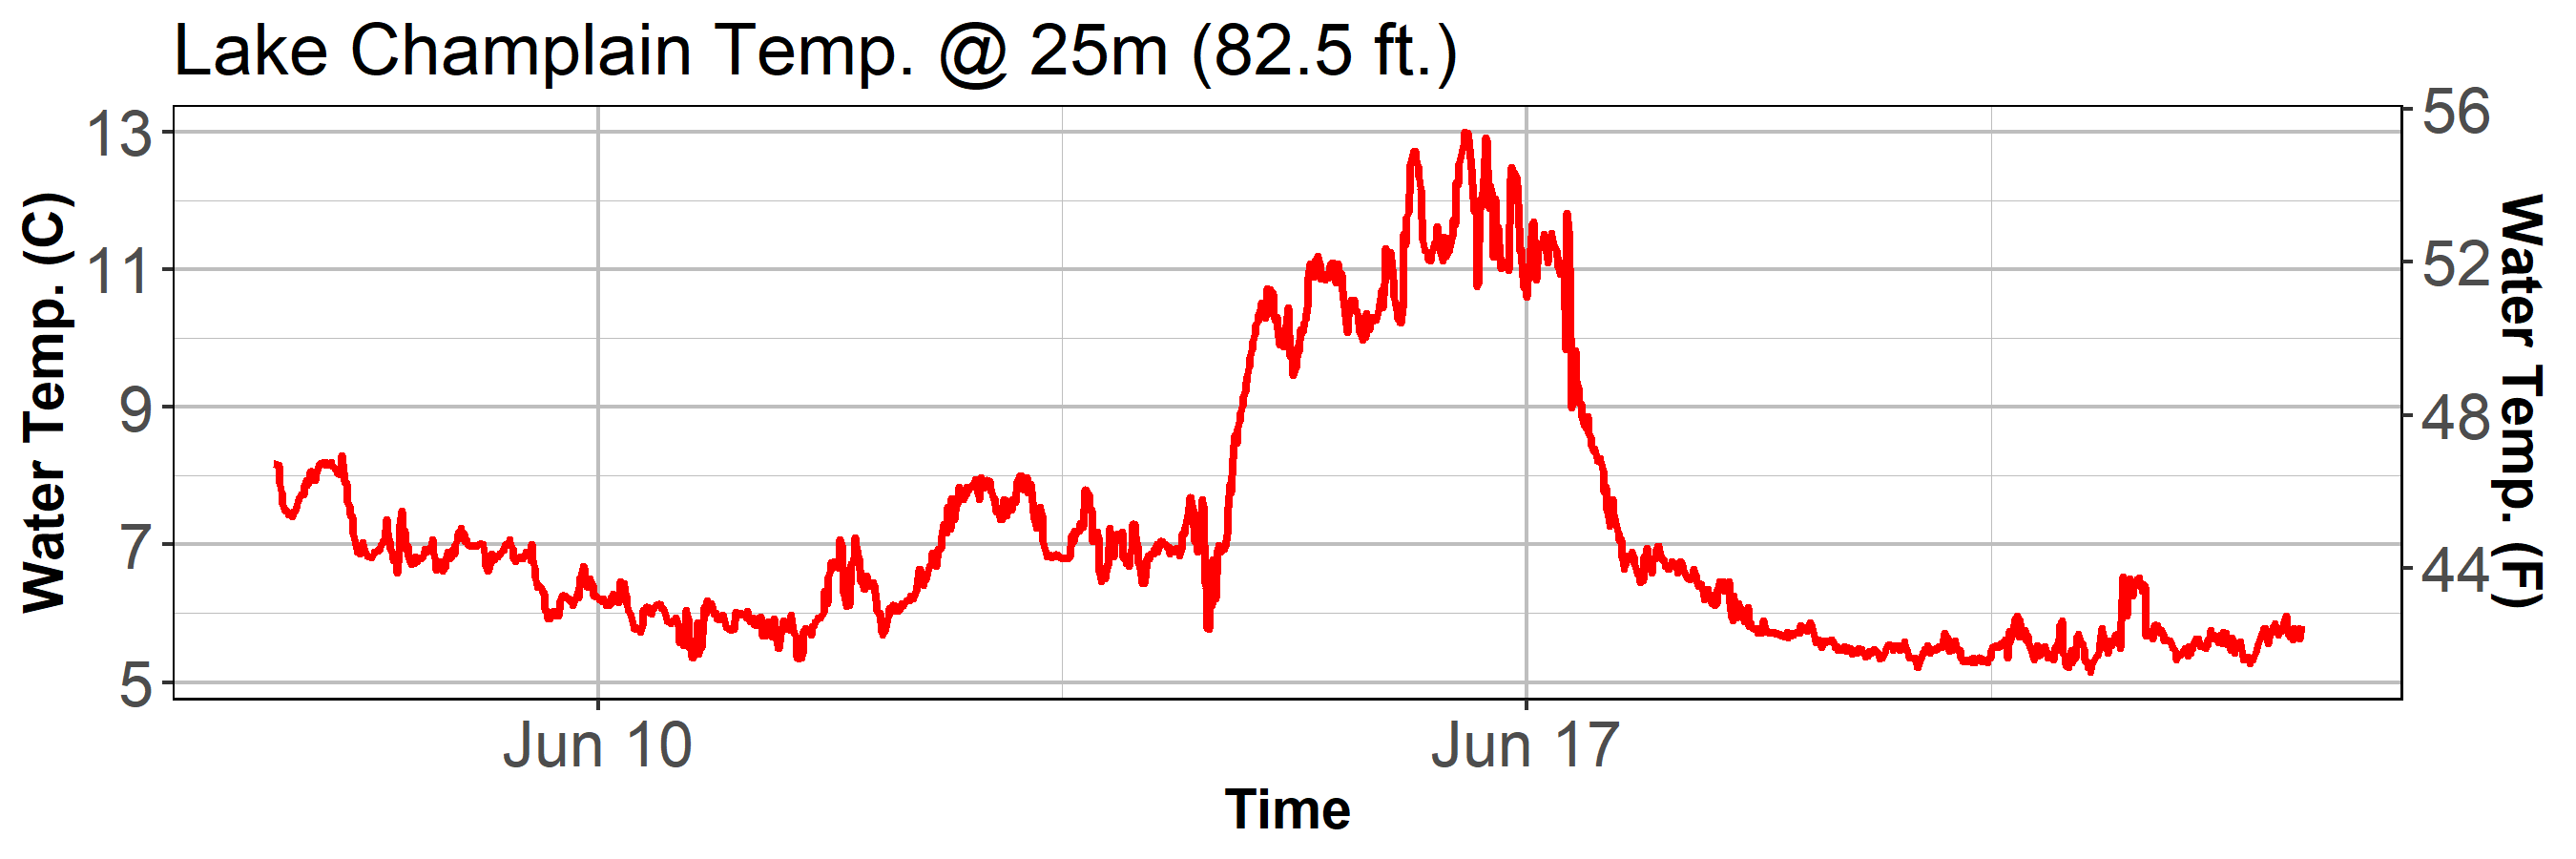 Lake Champlain Temp. @ 25m (82.5 ft.)
Water Temp. (C)
13
11
9
7
5
56
52
48
44
Water Temp. (F)
Jun 10
Jun 17
Time